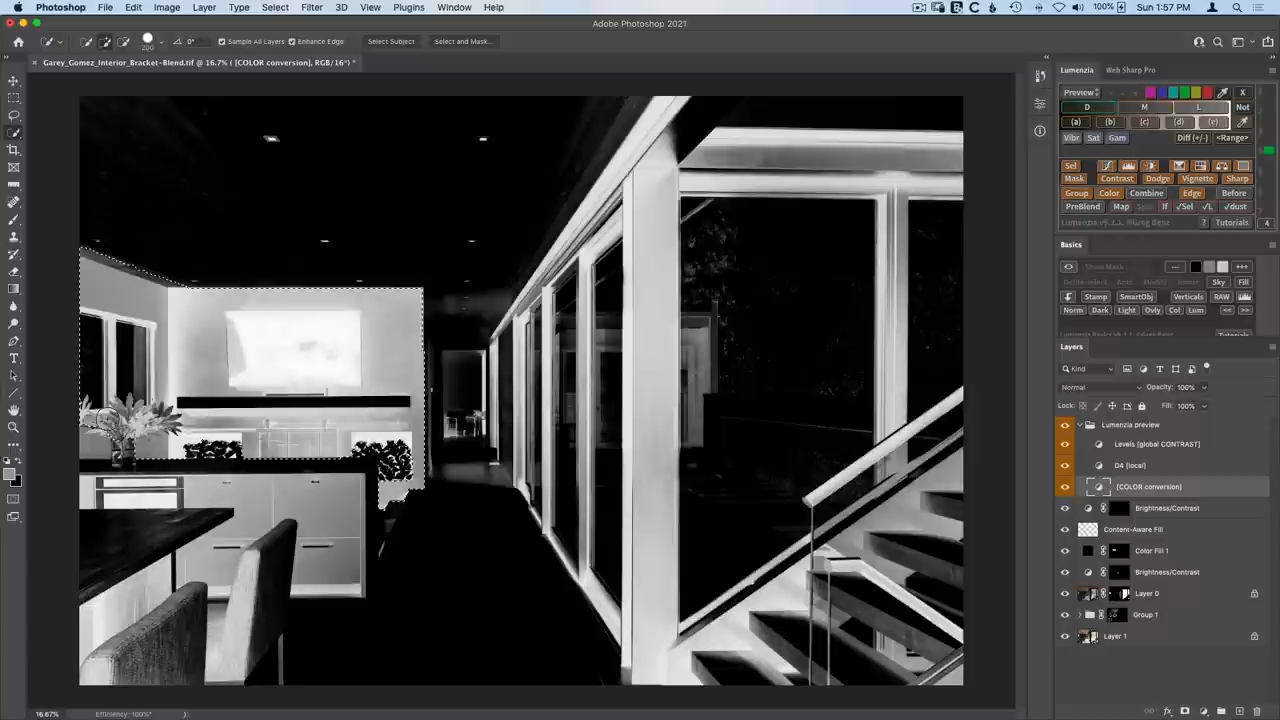 Photoshop File Edit Image Layer Type Select Filter 3D View Plugins Window Help 100% Sun 1:57 PM
Adobe Photoshop 2021
200 0° Sample All Layers Enhance Edge Select Subject Select and Mask...
Garey_Gomez_Interior_Bracket-Blend.tif @ 16.7% ( [COLOR conversion], RGB/16*) *
Lumenzia Web Sharp Pro
Preview X
D M L Not
(a) (b) (c) (d) (e)
Vibr Sat Gam Diff (+/-) <Range>
Sel
Mask Contrast Dodge Vignette Sharp
Group Color Combine Edge Before
PreBlend Map If √Sel √L √dust
? Tutorials 4
Basics
Show Mask --- +++
Sky Fill
Stamp SmartObj Verticals RAW
Norm Dark Light Ovly Col Lum << >>
Layers
Kind
Normal Opacity: 100%
Lock: Fill: 100%
Lumenzia preview
Levels [global CONTRAST]
D4 [local]
[COLOR conversion]
Brightness/Contrast
Content-Aware Fill
Color Fill 1
Brightness/Contrast
Layer 0
Group 1
Layer 1
16.67% Efficiency: 100%*